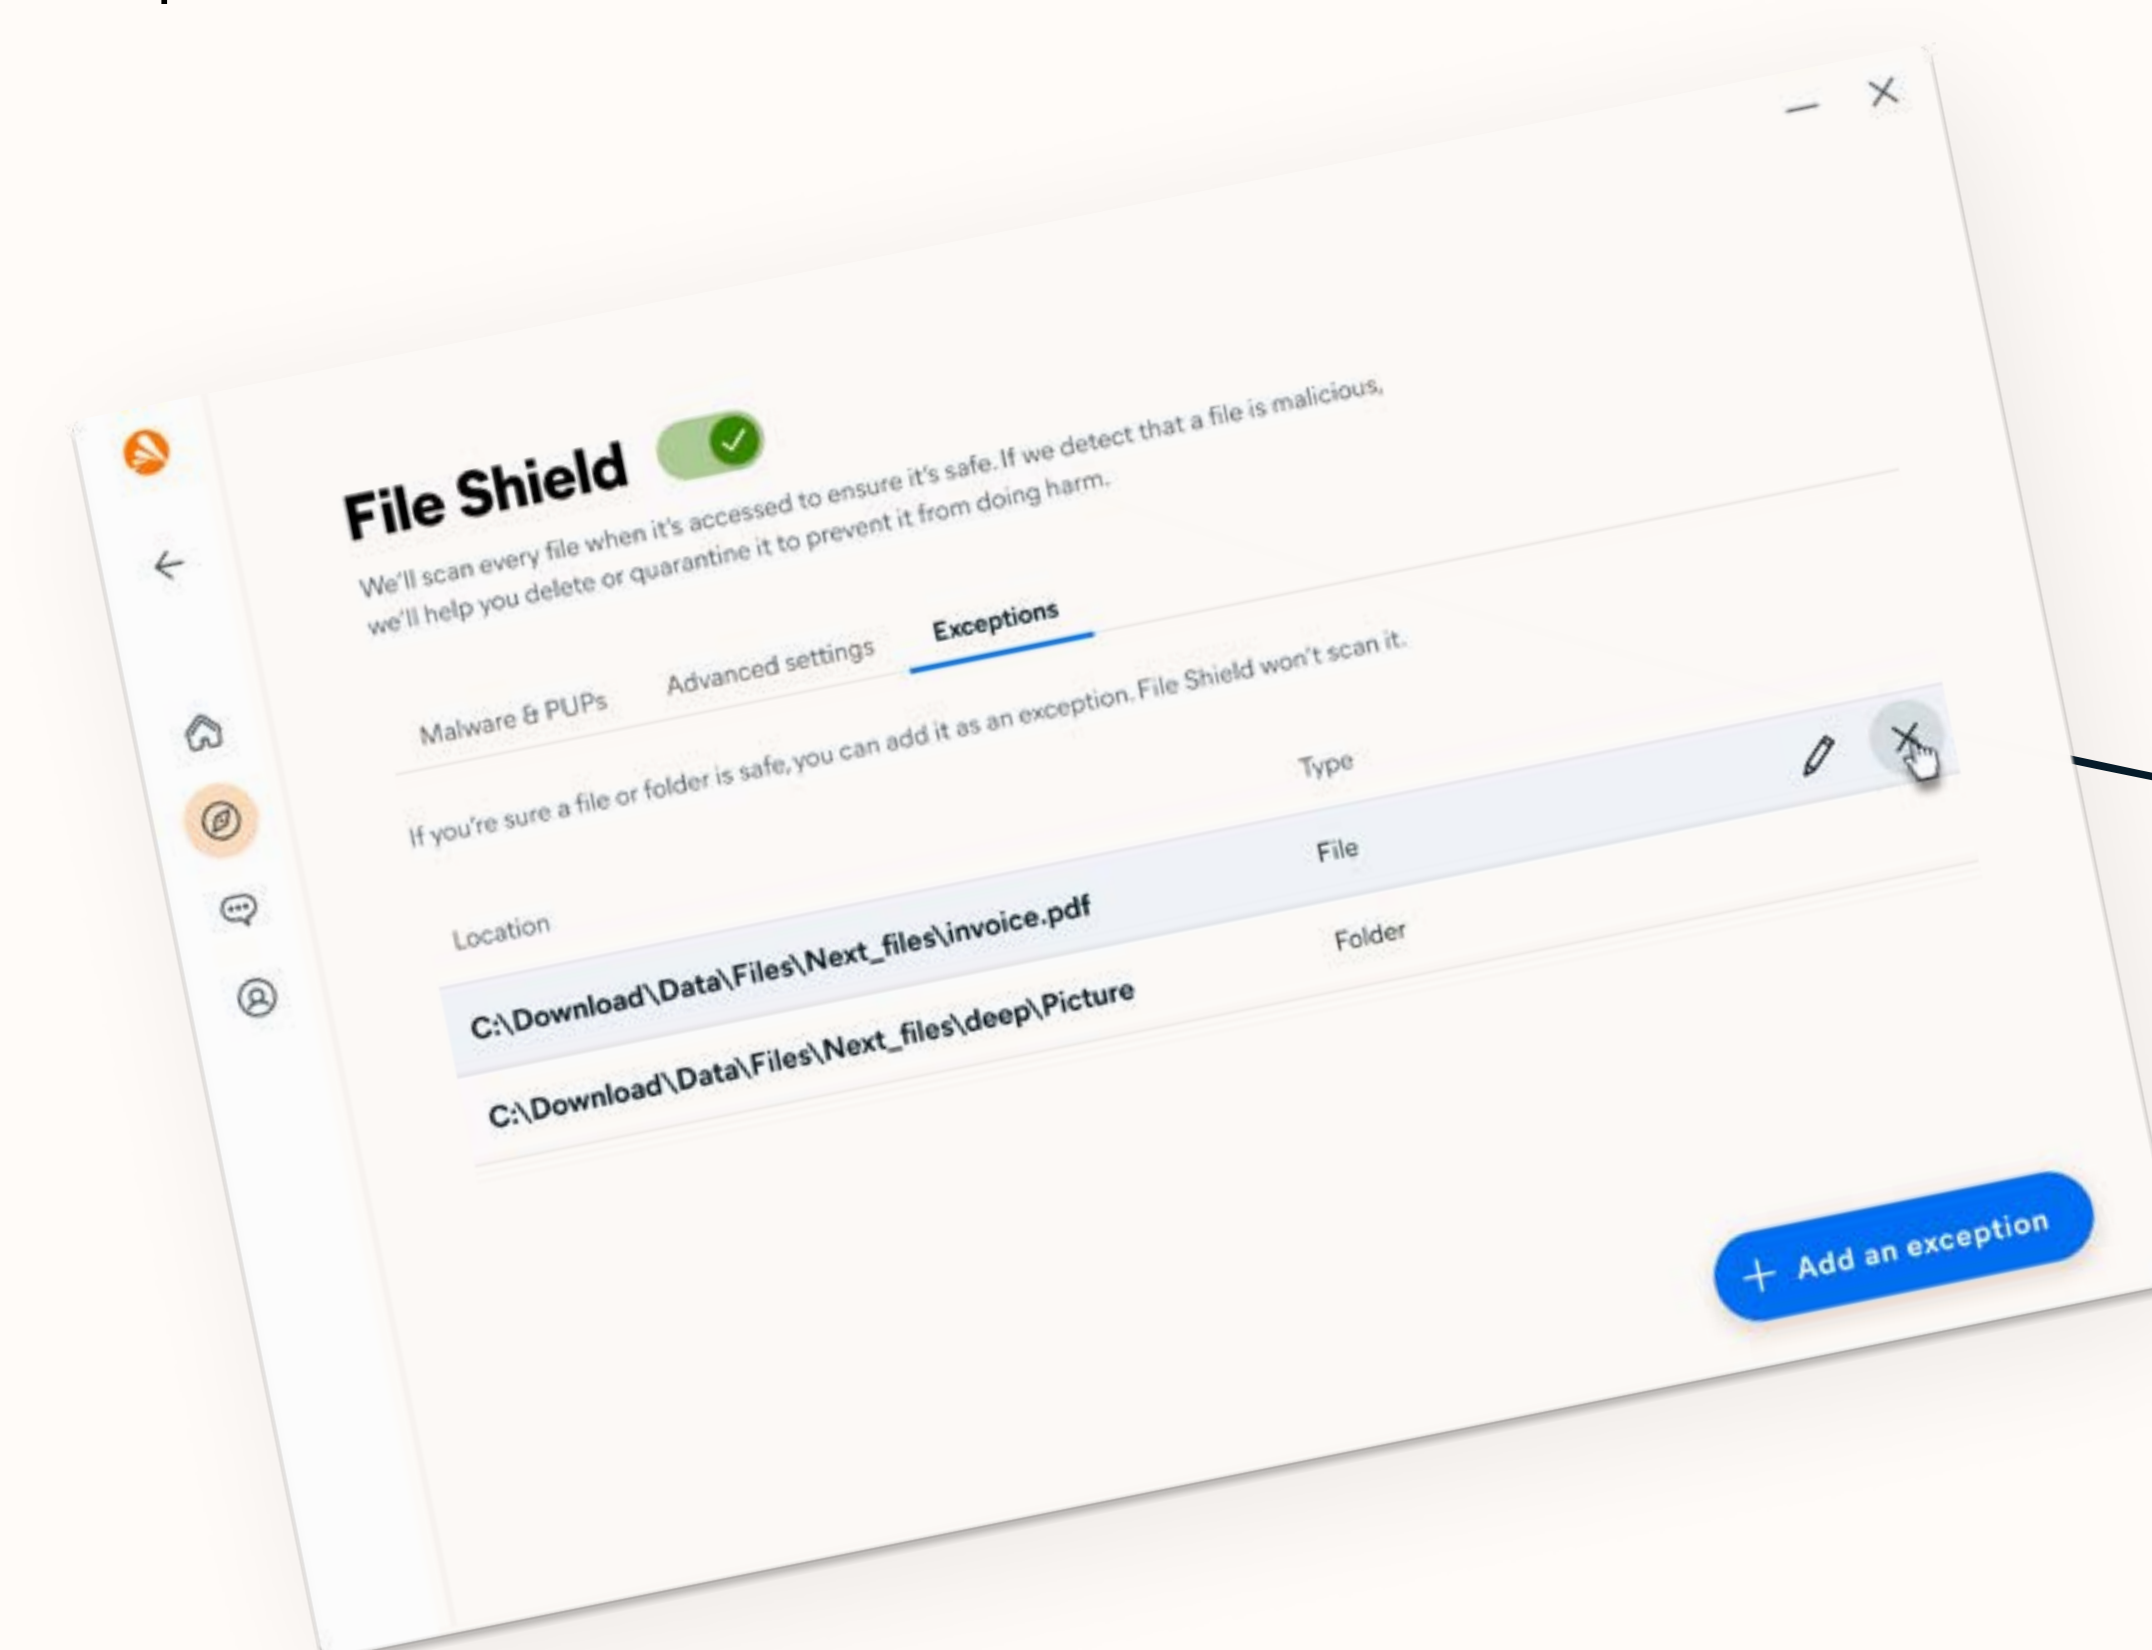 File Shield
We'll scan every file when it's accessed to ensure it's safe. If we detect that a file is malicious,
we'll help you delete or quarantine it to prevent it from doing harm.
Malware & PUPs Advanced settings Exceptions
If you're sure a file or folder is safe, you can add it as an exception. File Shield won't scan it.
Location Type
C:\Download\Data\Files\Next_files\invoice.pdf File
C:\Download\Data\Files\Next_files\deep\Picture Folder
Add an exception